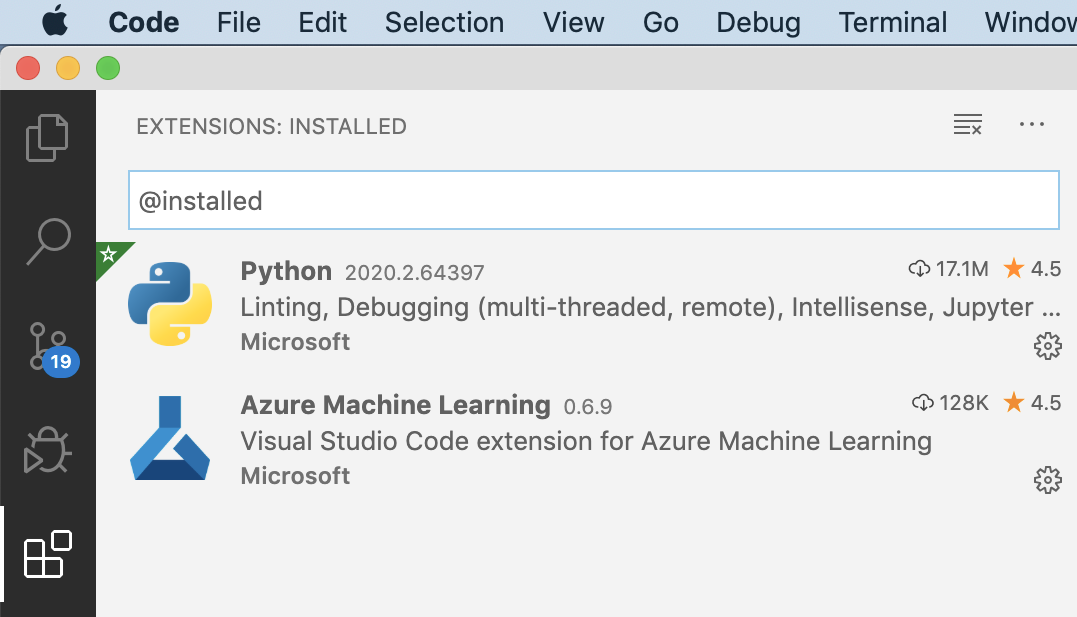 Code File Edit Selection View Go Debug Terminal Window
EXTENSIONS: INSTALLED
@installed
Python 2020.2.64397 17.1M 4.5
Linting, Debugging (multi-threaded, remote), Intellisense, Jupyter ...
Microsoft
19
Azure Machine Learning 0.6.9 128K 4.5
Visual Studio Code extension for Azure Machine Learning
Microsoft